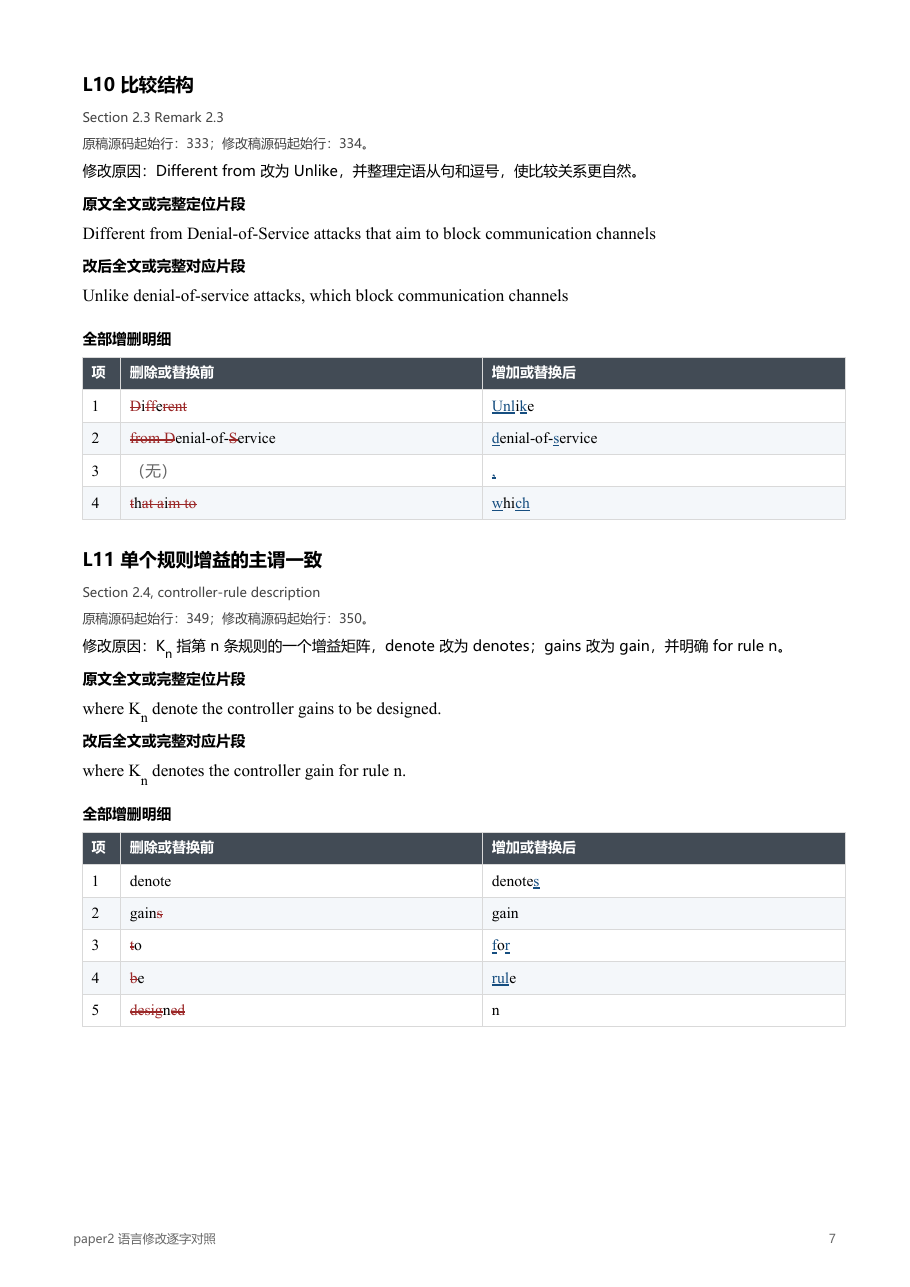 L10 比较结构
Section 2.3 Remark 2.3
原稿源码起始行：333；修改稿源码起始行：334。
修改原因：Different from 改为 Unlike，并整理定语从句和逗号，使比较关系更自然。
原文全文或完整定位片段
Different from Denial-of-Service attacks that aim to block communication channels
改后全文或完整对应片段
Unlike denial-of-service attacks, which block communication channels
全部增删明细
项 删除或替换前 增加或替换后
1 Different Unlike
2 from Denial-of-Service denial-of-service
3 （无） ,
4 that aim to which
L11 单个规则增益的主谓一致
Section 2.4, controller-rule description
原稿源码起始行：349；修改稿源码起始行：350。
修改原因：Kn 指第 n 条规则的一个增益矩阵，denote 改为 denotes；gains 改为 gain，并明确 for rule n。
原文全文或完整定位片段
where Kn denote the controller gains to be designed.
改后全文或完整对应片段
where Kn denotes the controller gain for rule n.
全部增删明细
项 删除或替换前 增加或替换后
1 denote denotes
2 gains gain
3 to for
4 be rule
5 designed n
paper2 语言修改逐字对照 7